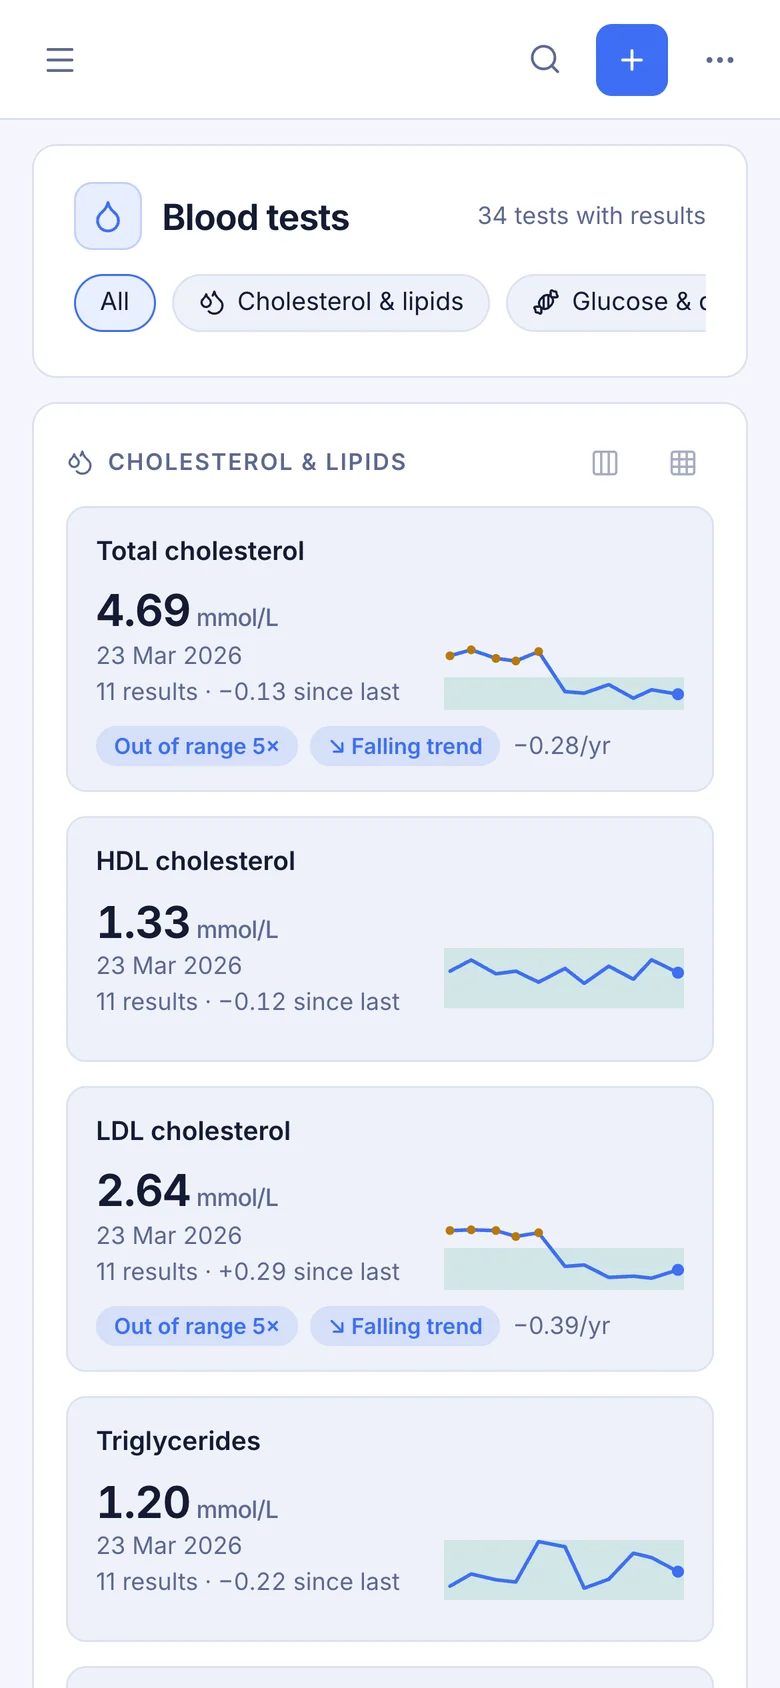 Blood tests
34 tests with results
All
Cholesterol & lipids
Glucose &
CHOLESTEROL & LIPIDS
Total cholesterol
4.69 mmol/L
23 Mar 2026
11 results · −0.13 since last
Out of range 5×
↘ Falling trend
−0.28/yr
HDL cholesterol
1.33 mmol/L
23 Mar 2026
11 results · −0.12 since last
LDL cholesterol
2.64 mmol/L
23 Mar 2026
11 results · +0.29 since last
Out of range 5×
↘ Falling trend
−0.39/yr
Triglycerides
1.20 mmol/L
23 Mar 2026
11 results · −0.22 since last